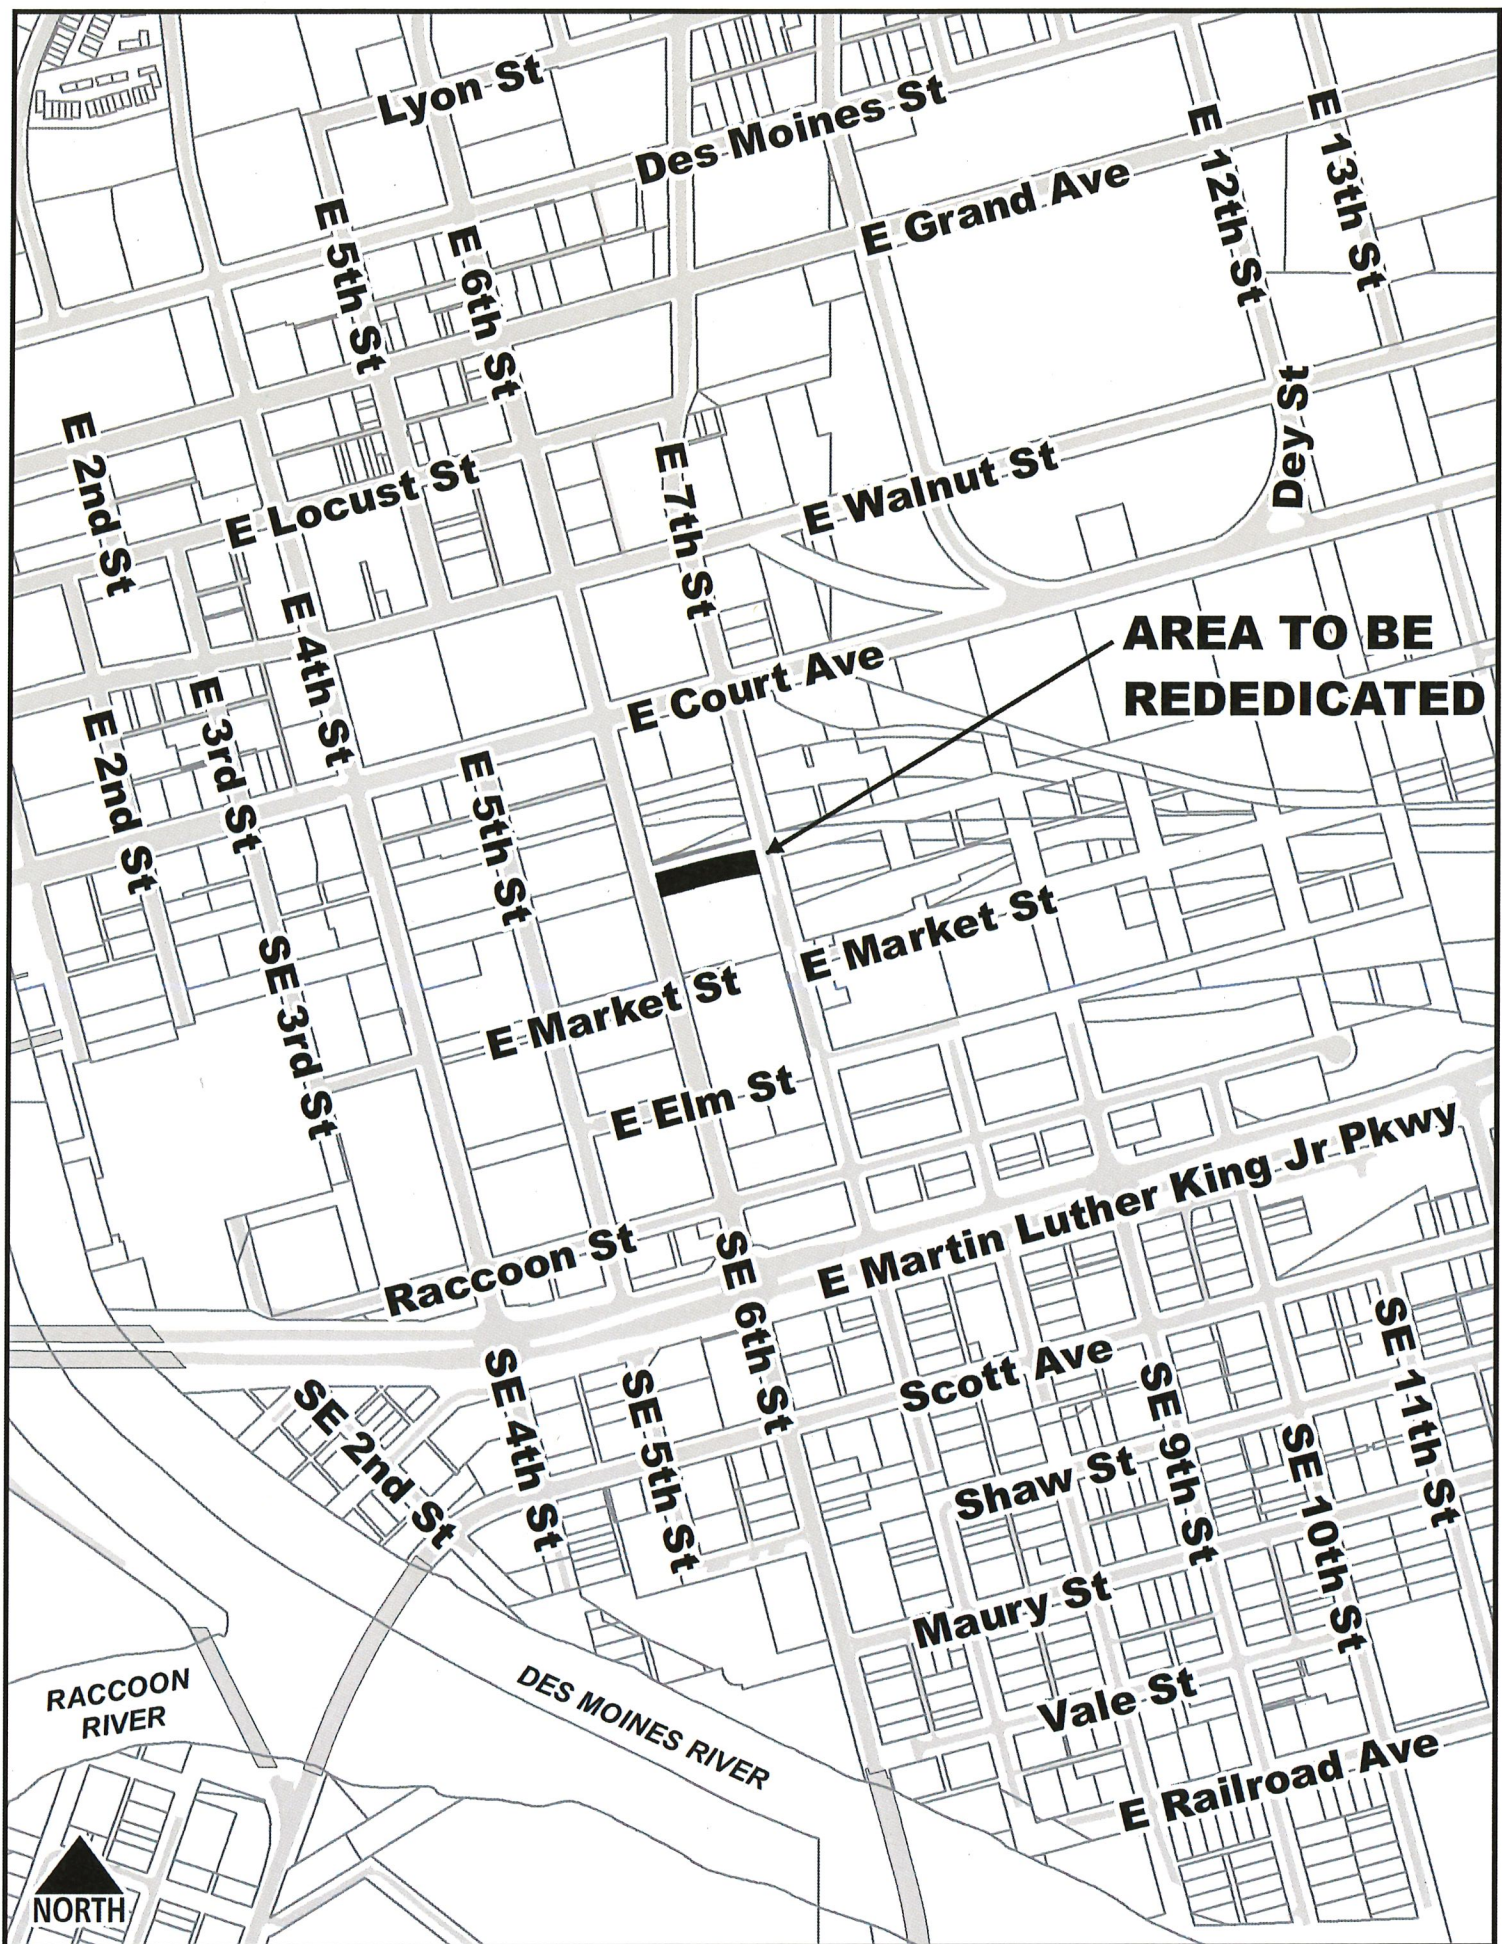 Lyon St
Des Moines St
E 12th St
E 13th St
E Grand Ave
E 5th St
E 6th St
Dey St
E 2nd St
E Locust St
E 7th St
E Walnut St
E 4th St
AREA TO BE
REDEDICATED
E Court Ave
E 3rd St
E 2nd St
E 5th St
E Market St
SE 3rd St
E Market St
E Elm St
E Martin Luther King Jr Pkwy
Raccoon St
SE 6th St
SE 11th St
Scott Ave
SE 4th St
SE 5th St
SE 2nd St
SE 9th St
SE 10th St
Shaw St
Maury St
Vale St
RACCOON
RIVER
DES MOINES RIVER
E Railroad Ave
NORTH